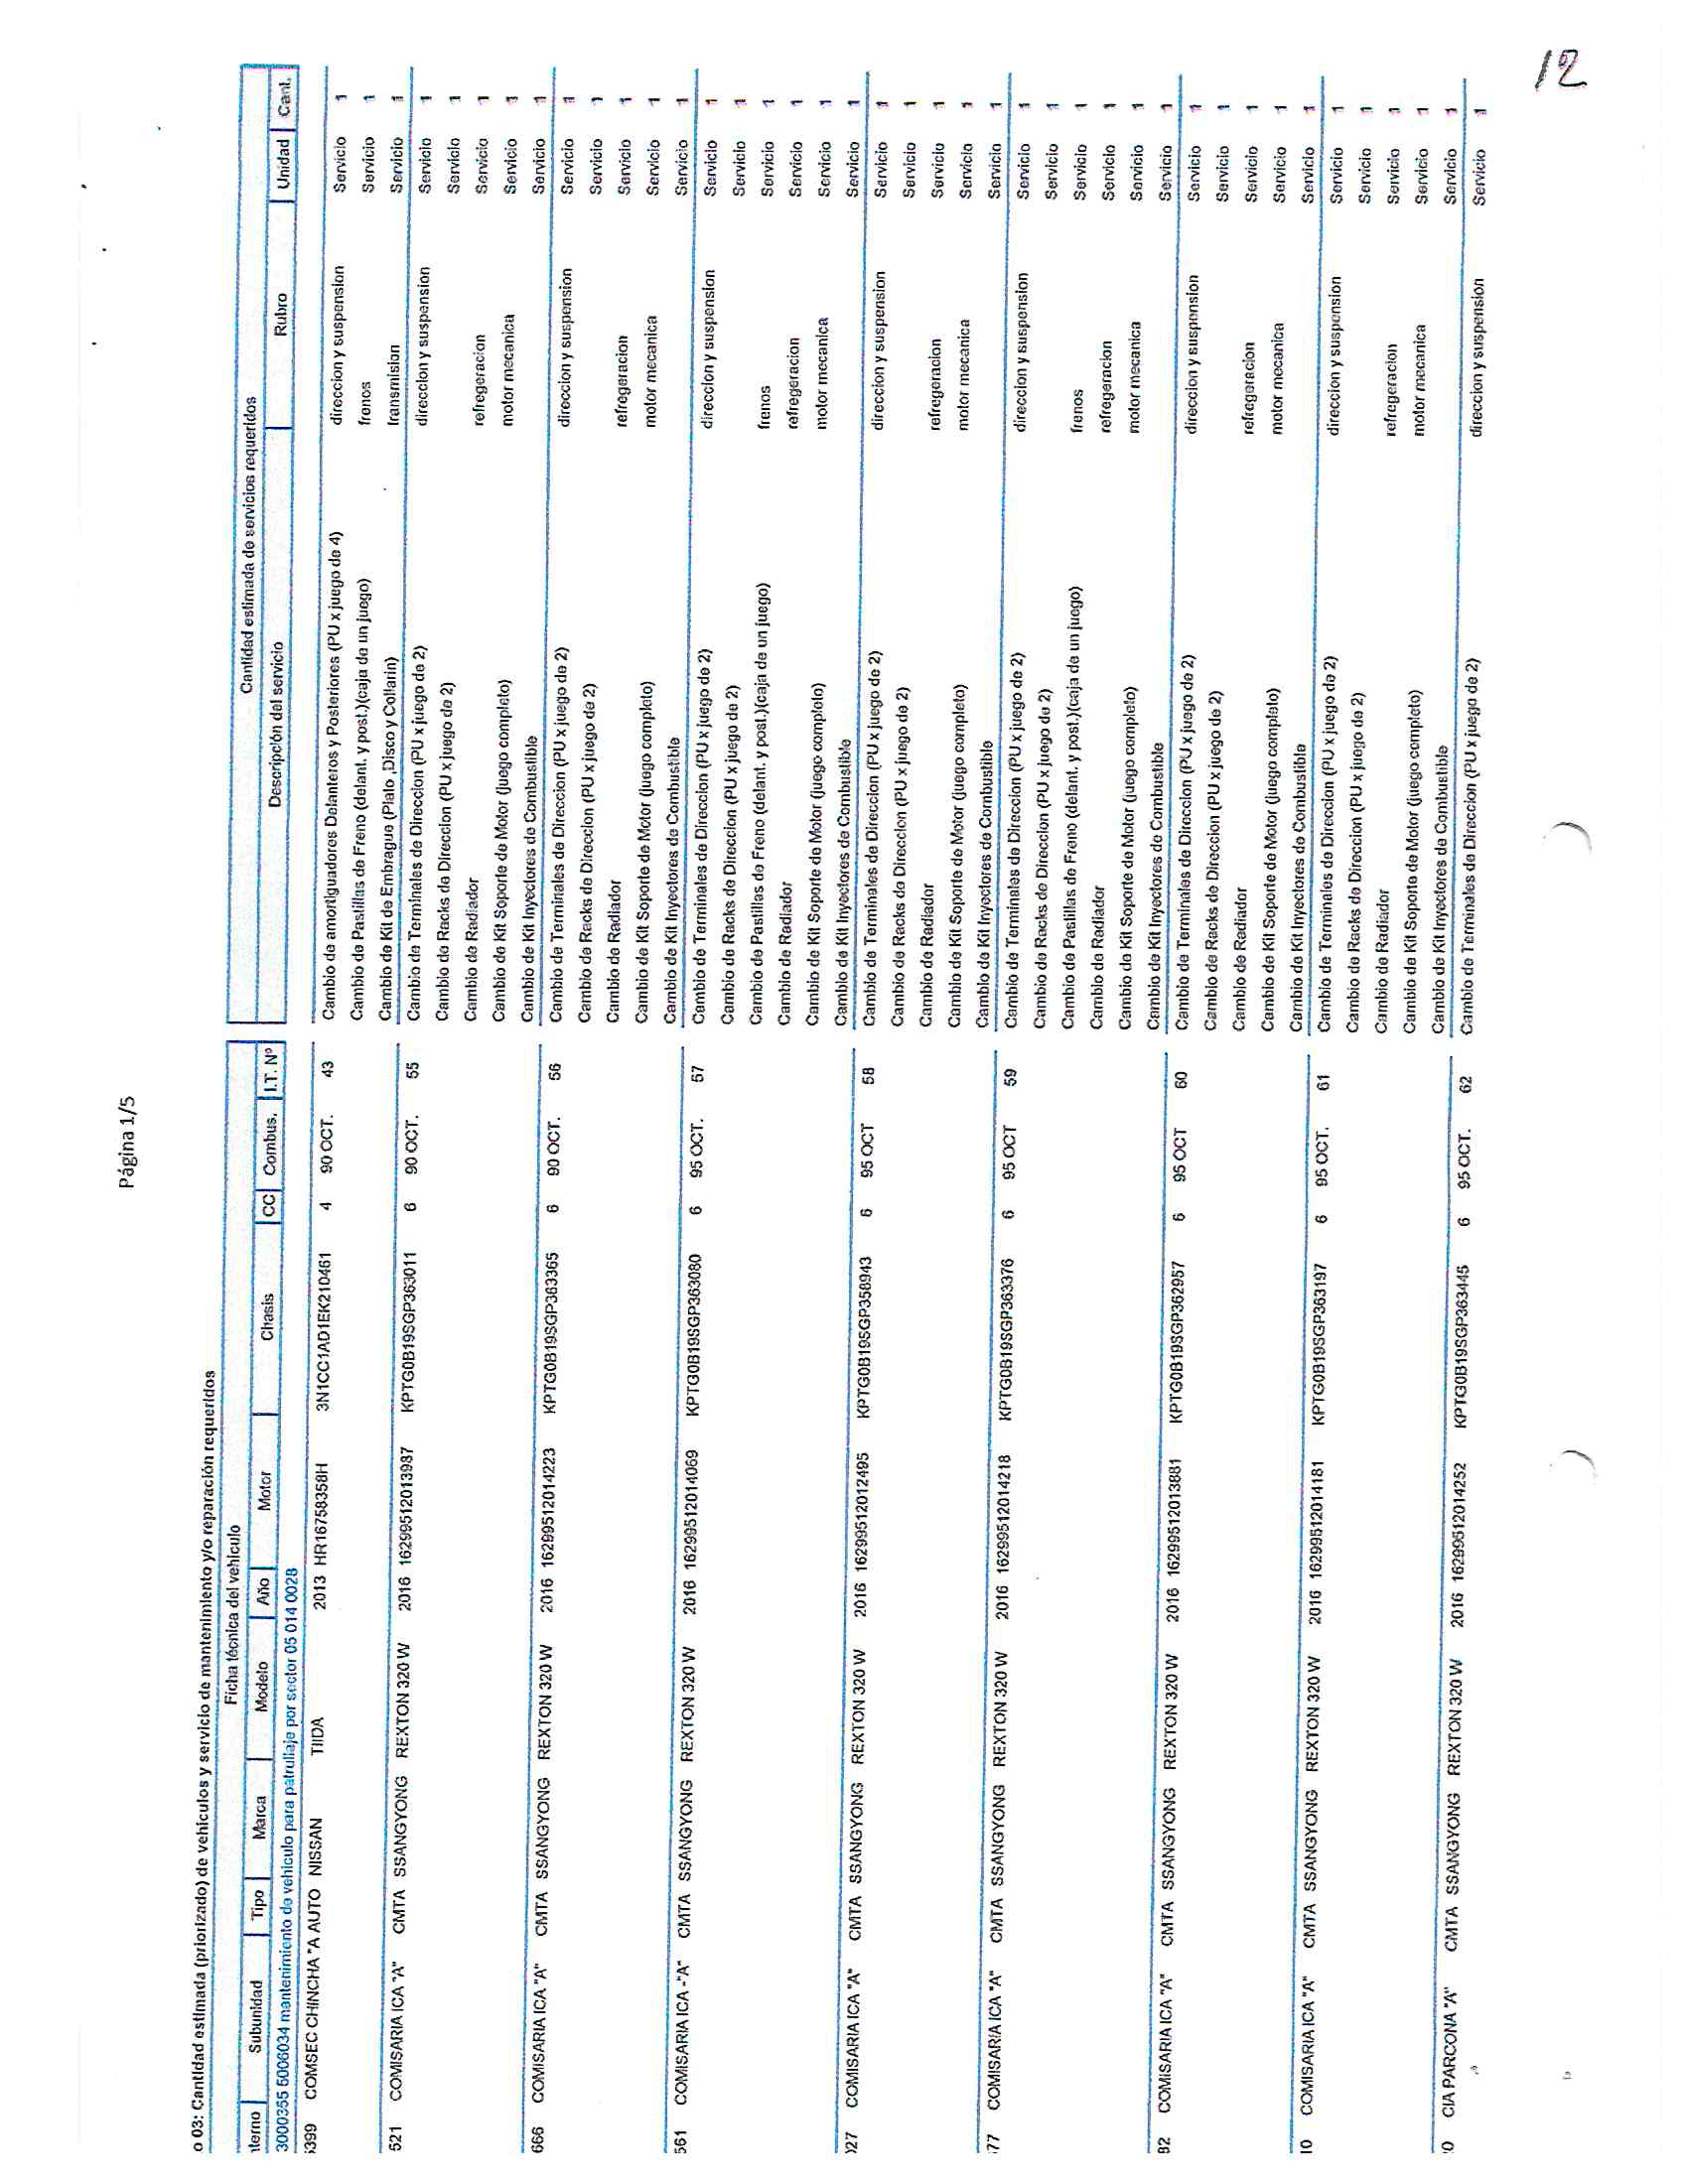 12
Página 1/5
o 03: Cantidad estimada (priorizado) de vehiculos y servicio de mantenimiento y/o reparación requeridos
Ficha técnica del vehiculo Cantidad estimada de servicios requeridos
terno Subunidad Tipo Marca Modelo Año Motor Chasis CC Combus. I.T. Nº Descripción del servicio Rubro Unidad Cant.
3000355 5006034 mantenimiento de vehiculo para patrullaje por sector 05 014 0028
399 COMSEC CHINCHA "A AUTO NISSAN TIIDA 2013 HR16758358H 3N1CC1AD1EK210461 4 90 OCT. 43 Cambio de amortiguadores Delanteros y Posteriores (PU x juego de 4) direccion y suspension Servicio 1
Cambio de Pastillas de Freno (delant. y post.)(caja de un juego) frenos Servicio 1
Cambio de Kit de Embrague (Plato ,Disco y Collarin) transmision Servicio 1
521 COMISARIA ICA "A" CMTA SSANGYONG REXTON 320 W 2016 16299512013987 KPTG0B19SGP363011 6 90 OCT. 55 Cambio de Terminales de Direccion (PU x juego de 2) direccion y suspension Servicio 1
Cambio de Racks de Direccion (PU x juego de 2) Servicio 1
Cambio de Radiador refregeracion Servicio 1
Cambio de Kit Soporte de Motor (juego completo) motor mecanica Servicio 1
Cambio de Kit Inyectores de Combustible Servicio 1
666 COMISARIA ICA "A" CMTA SSANGYONG REXTON 320 W 2016 16299512014223 KPTG0B19SGP363365 6 90 OCT. 56 Cambio de Terminales de Direccion (PU x juego de 2) direccion y suspension Servicio 1
Cambio de Racks de Direccion (PU x juego de 2) Servicio 1
Cambio de Radiador refregeracion Servicio 1
Cambio de Kit Soporte de Motor (juego completo) motor mecanica Servicio 1
Cambio de Kit Inyectores de Combustible Servicio 1
561 COMISARIA ICA -"A" CMTA SSANGYONG REXTON 320 W 2016 16299512014069 KPTG0B19SGP363080 6 95 OCT. 57 Cambio de Terminales de Direccion (PU x juego de 2) direccion y suspension Servicio 1
Cambio de Racks de Direccion (PU x juego de 2) Servicio 1
Cambio de Pastillas de Freno (delant. y post.)(caja de un juego) frenos Servicio 1
Cambio de Radiador refregeracion Servicio 1
Cambio de Kit Soporte de Motor (juego completo) motor mecanica Servicio 1
Cambio de Kit Inyectores de Combustible Servicio 1
027 COMISARIA ICA "A" CMTA SSANGYONG REXTON 320 W 2016 16299512012495 KPTG0B19SGP358943 6 95 OCT 58 Cambio de Terminales de Direccion (PU x juego de 2) direccion y suspension Servicio 1
Cambio de Racks de Direccion (PU x juego de 2) Servicio 1
Cambio de Radiador refregeracion Servicio 1
Cambio de Kit Soporte de Motor (juego completo) motor mecanica Servicio 1
Cambio de Kit Inyectores de Combustible Servicio 1
77 COMISARIA ICA "A" CMTA SSANGYONG REXTON 320 W 2016 16299512014218 KPTG0B19SGP363376 6 95 OCT 59 Cambio de Terminales de Direccion (PU x juego de 2) direccion y suspension Servicio 1
Cambio de Racks de Direccion (PU x juego de 2) Servicio 1
Cambio de Pastillas de Freno (delant. y post.)(caja de un juego) frenos Servicio 1
Cambio de Radiador refregeracion Servicio 1
Cambio de Kit Soporte de Motor (juego completo) motor mecanica Servicio 1
Cambio de Kit Inyectores de Combustible Servicio 1
82 COMISARIA ICA "A" CMTA SSANGYONG REXTON 320 W 2016 16299512013881 KPTG0B19SGP362957 6 95 OCT 60 Cambio de Terminales de Direccion (PU x juego de 2) direccion y suspension Servicio 1
Cambio de Racks de Direccion (PU x juego de 2) Servicio 1
Cambio de Radiador refregeracion Servicio 1
Cambio de Kit Soporte de Motor (juego completo) motor mecanica Servicio 1
Cambio de Kit Inyectores de Combustible Servicio 1
10 COMISARIA ICA "A" CMTA SSANGYONG REXTON 320 W 2016 16299512014181 KPTG0B19SGP363197 6 95 OCT. 61 Cambio de Terminales de Direccion (PU x juego de 2) direccion y suspension Servicio 1
Cambio de Racks de Direccion (PU x juego de 2) Servicio 1
Cambio de Radiador refregeracion Servicio 1
Cambio de Kit Soporte de Motor (juego completo) motor mecanica Servicio 1
Cambio de Kit Inyectores de Combustible Servicio 1
0 CIA PARCONA "A" CMTA SSANGYONG REXTON 320 W 2016 16299512014252 KPTG0B19SGP363445 6 95 OCT. 62 Cambio de Terminales de Direccion (PU x juego de 2) direccion y suspension Servicio 1